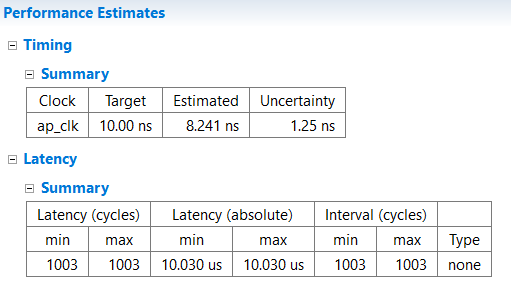 Performance Estimates
Timing
Summary
Clock Target Estimated Uncertainty
ap_clk 10.00 ns 8.241 ns 1.25 ns
Latency
Summary
Latency (cycles) Latency (absolute) Interval (cycles)
min max min max min max Type
1003 1003 10.030 us 10.030 us 1003 1003 none